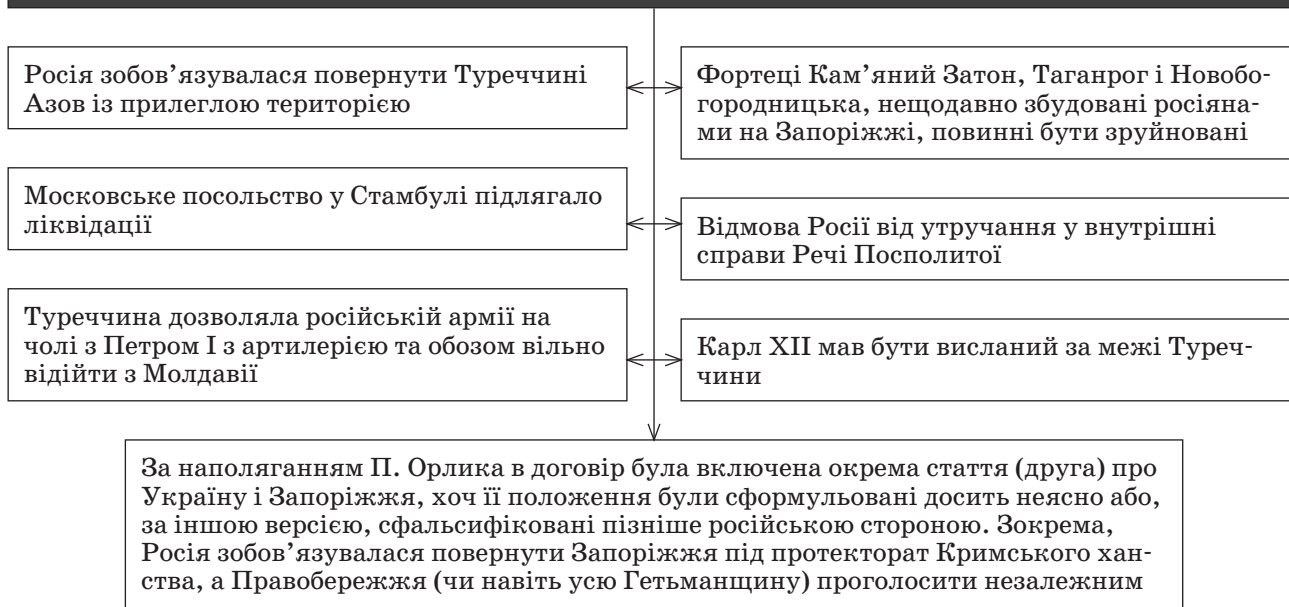 Росія зобов’язувалася повернути Туреччині
Азов із прилеглою територією
Фортеці Кам’яний Затон, Таганрог і Новобо-
городницька, нещодавно збудовані росіяна-
ми на Запоріжжі, повинні бути зруйновані
Московське посольство у Стамбулі підлягало
ліквідації
Відмова Росії від утручання у внутрішні
справи Речі Посполитої
Туреччина дозволяла російській армії на
чолі з Петром І з артилерією та обозом вільно
відійти з Молдавії
Карл XII мав бути висланий за межі Туреч-
чини
За наполяганням П. Орлика в договір була включена окрема стаття (друга) про
Україну і Запоріжжя, хоч її положення були сформульовані досить неясно або,
за іншою версією, сфальсифіковані пізніше російською стороною. Зокрема,
Росія зобов’язувалася повернути Запоріжжя під протекторат Кримського хан-
ства, а Правобережжя (чи навіть усю Гетьманщину) проголосити незалежним